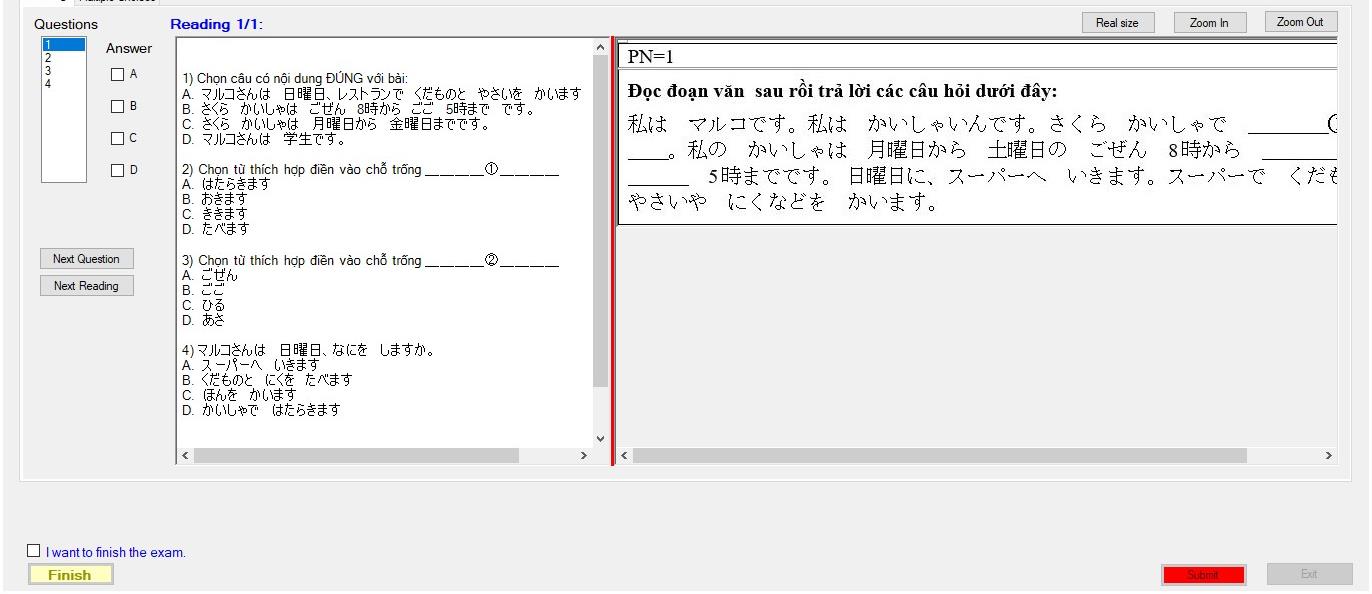 Questions
Reading 1/1:
Real size
Zoom In
Zoom Out
1
2
3
4
Answer
A
B
C
D
Next Question
Next Reading
1) Chọn câu có nội dung ĐÚNG với bài:
A. マルコさんは 日曜日、レストランで くだものと やさいを かいます
B. さくら かいしゃは ごぜん 8時から ごご 5時まで です。
C. さくら かいしゃは 月曜日から 金曜日までです。
D. マルコさんは 学生です。
2) Chọn từ thích hợp điền vào chỗ trống ________①________
A. はたらきます
B. おきます
C. ききます
D. たべます
3) Chọn từ thích hợp điền vào chỗ trống ________②________
A. ごぜん
B. ごご
C. ひる
D. あさ
4) マルコさんは 日曜日、なにを しますか。
A. スーパーへ いきます
B. くだものと にくを たべます
C. ほんを かいます
D. かいしゃで はたらきます
PN=1
Đọc đoạn văn sau rồi trả lời các câu hỏi dưới đây:
私は マルコです。私は かいしゃいんです。さくら かいしゃで ________
____。私の かいしゃは 月曜日から 土曜日の ごぜん 8時から ________
______ 5時までです。 日曜日に、スーパーへ いきます。スーパーで くだも
やさいや にくなどを かいます。
I want to finish the exam.
Finish
Submit
Exit